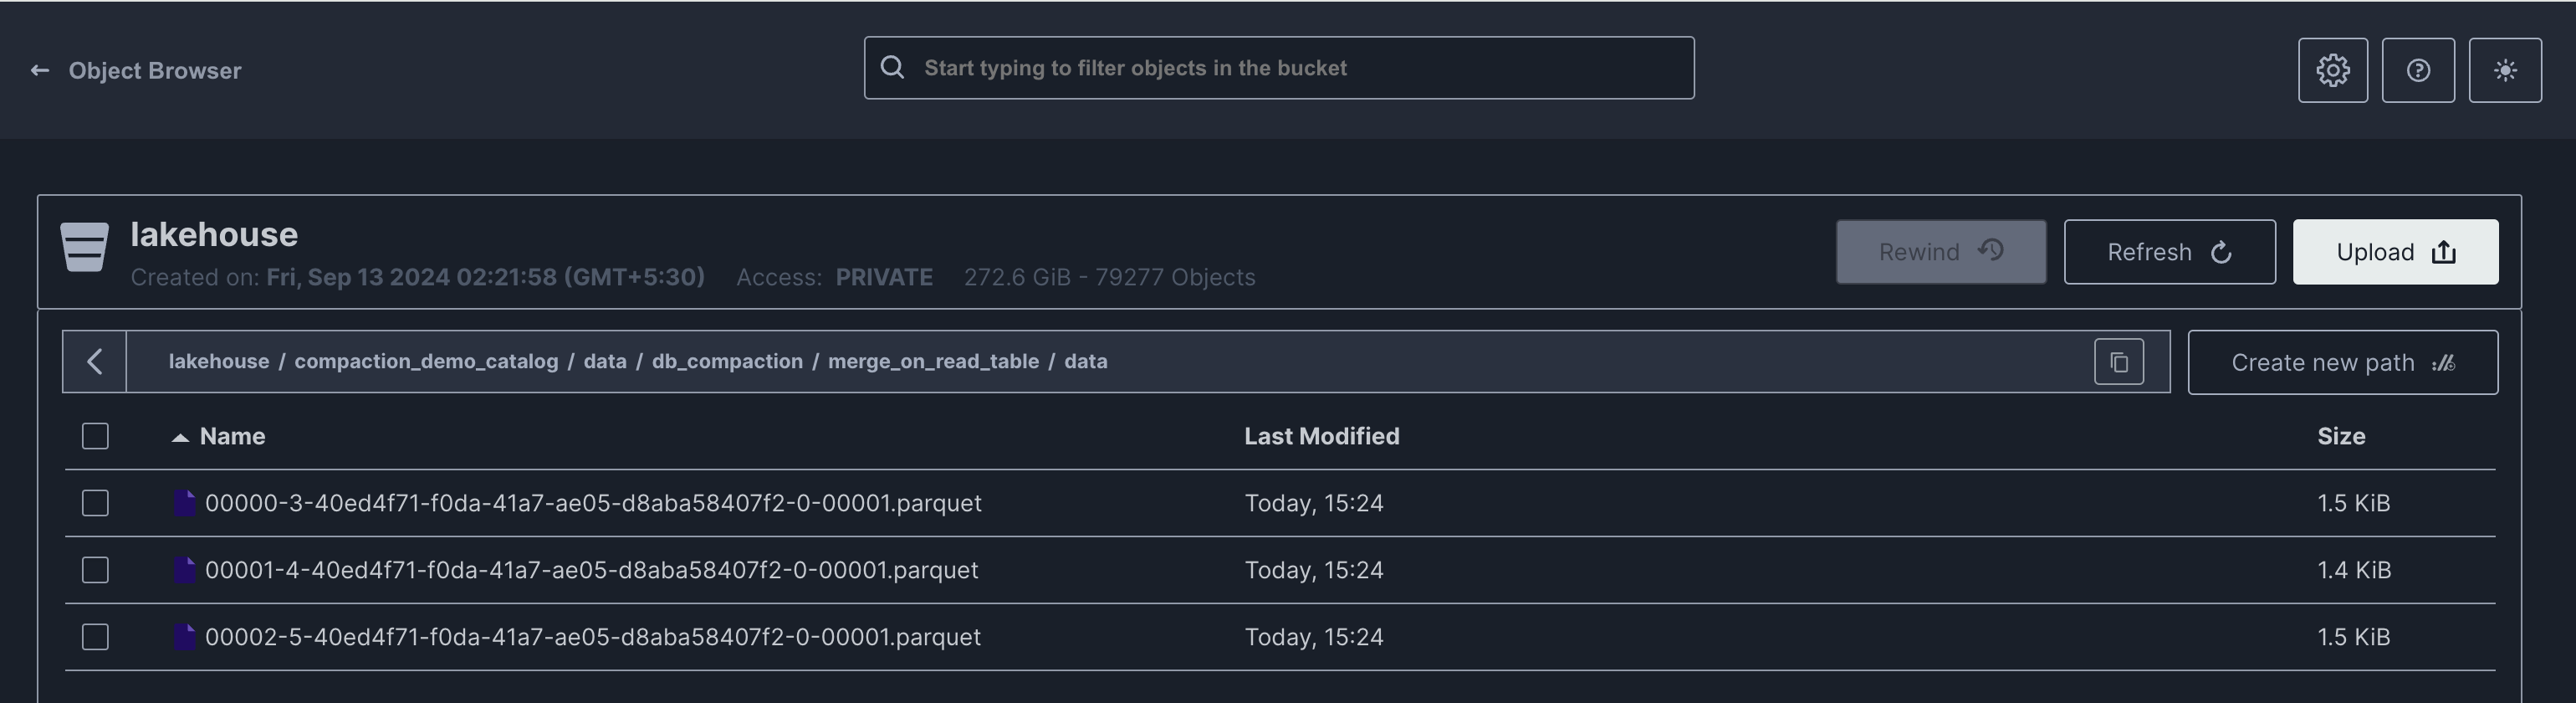 Object Browser
Start typing to filter objects in the bucket
lakehouse
Created on: Fri, Sep 13 2024 02:21:58 (GMT+5:30) Access: PRIVATE 272.6 GiB - 79277 Objects
Rewind Refresh Upload
lakehouse / compaction_demo_catalog / data / db_compaction / merge_on_read_table / data
Create new path
Name Last Modified Size
00000-3-40ed4f71-f0da-41a7-ae05-d8aba58407f2-0-00001.parquet Today, 15:24 1.5 KiB
00001-4-40ed4f71-f0da-41a7-ae05-d8aba58407f2-0-00001.parquet Today, 15:24 1.4 KiB
00002-5-40ed4f71-f0da-41a7-ae05-d8aba58407f2-0-00001.parquet Today, 15:24 1.5 KiB